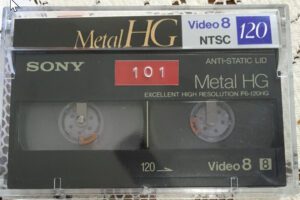 Metal HG
Video 8
NTSC
120
SONY
101
ANTI-STATIC LID
Metal HG
EXCELLENT HIGH RESOLUTION P6-120HG
120
Video 8 8